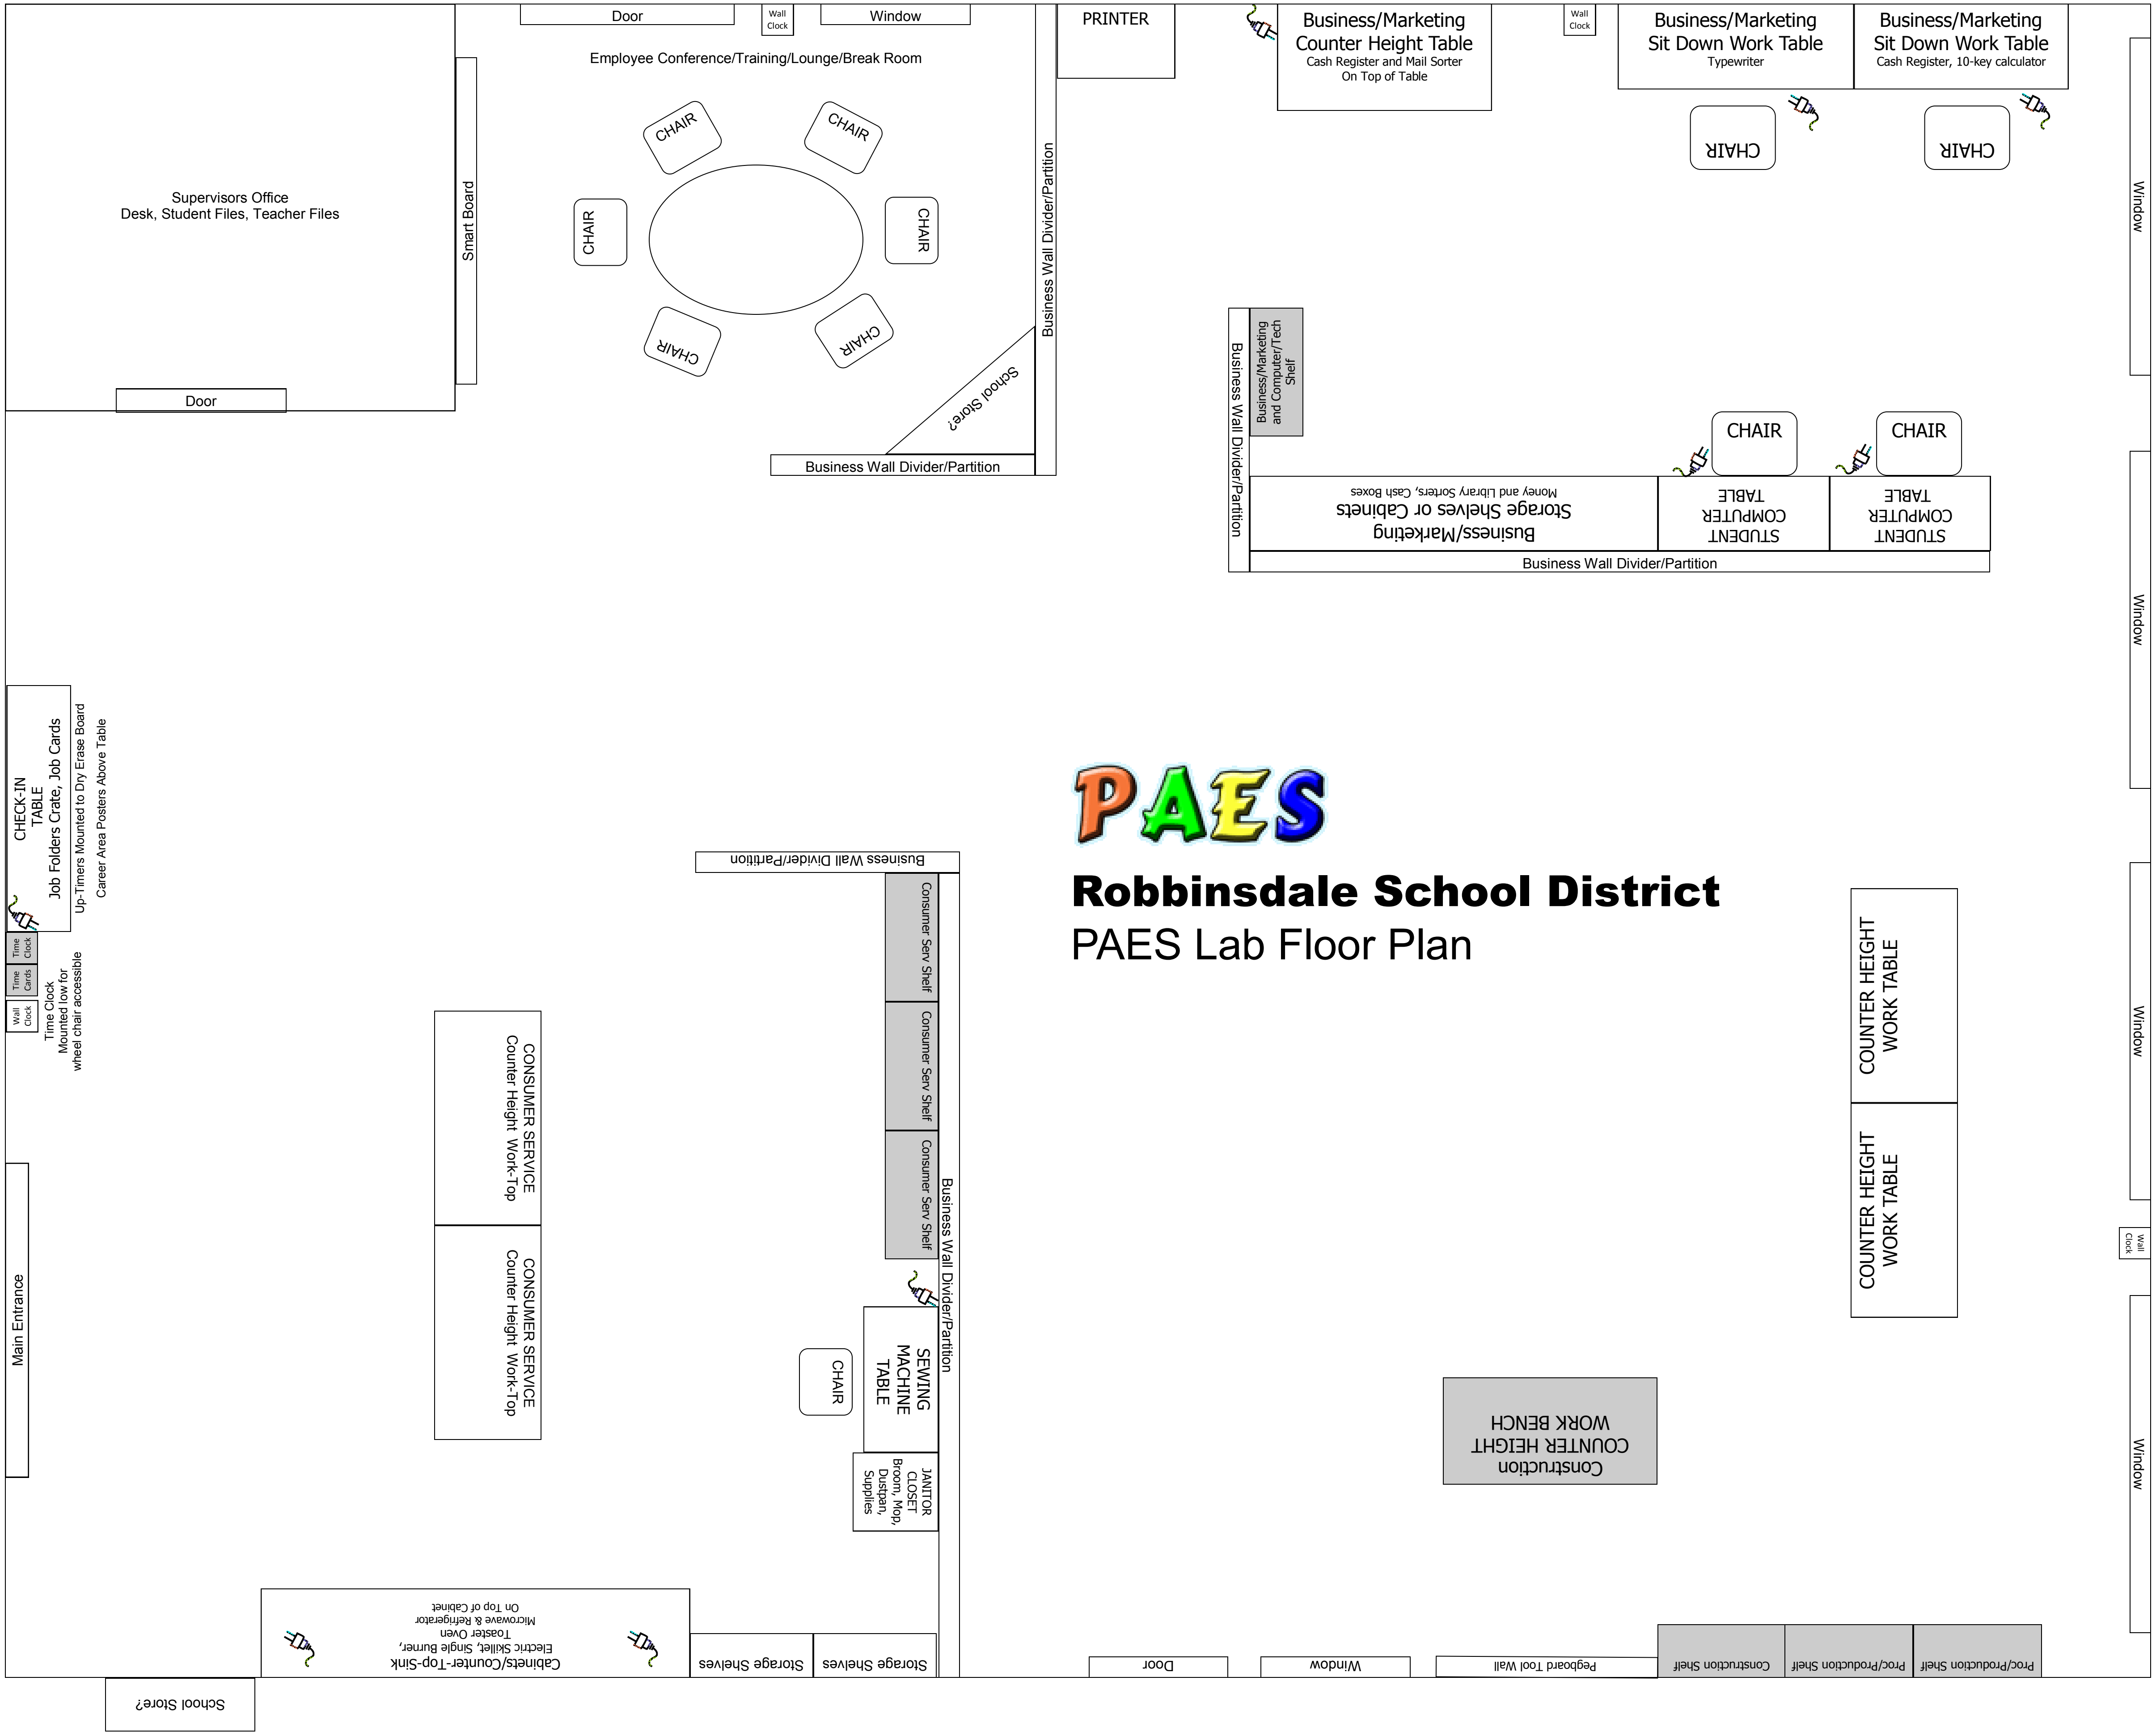 Door
Wall
Clock
Window
PRINTER
Business/Marketing
Counter Height Table
Cash Register and Mail Sorter
On Top of Table
Wall
Clock
Business/Marketing
Sit Down Work Table
Typewriter
Business/Marketing
Sit Down Work Table
Cash Register, 10-key calculator
Employee Conference/Training/Lounge/Break Room
Supervisors Office
Desk, Student Files, Teacher Files
Door
Smart Board
CHAIR
CHAIR
CHAIR
CHAIR
CHAIR
CHAIR
School Store?
Business Wall Divider/Partition
Business Wall Divider/Partition
CHAIR
CHAIR
Window
Business Wall Divider/Partition
Business/Marketing
and Computer/Tech
Shelf
CHAIR
CHAIR
Business/Marketing
Storage Shelves or Cabinets
Money and Library Sorters, Cash Boxes
STUDENT
COMPUTER
TABLE
STUDENT
COMPUTER
TABLE
Business Wall Divider/Partition
Window
CHECK-IN
TABLE
Job Folders Crate, Job Cards
Up-Timers Mounted to Dry Erase Board
Career Area Posters Above Table
Time
Clock
Time
Cards
Wall
Clock
Time Clock
Mounted low for
wheel chair accessible
PAES
Robbinsdale School District
PAES Lab Floor Plan
Business Wall Divider/Partition
Consumer Serv Shelf
Consumer Serv Shelf
Consumer Serv Shelf
Business Wall Divider/Partition
CONSUMER SERVICE
Counter Height Work-Top
CONSUMER SERVICE
Counter Height Work-Top
COUNTER HEIGHT
WORK TABLE
COUNTER HEIGHT
WORK TABLE
Window
Wall
Clock
Window
Main Entrance
CHAIR
SEWING
MACHINE
TABLE
JANITOR
CLOSET
Broom, Mop,
Dustpan,
Supplies
Construction
COUNTER HEIGHT
WORK BENCH
Cabinets/Counter-Top-Sink
Electric Skillet, Single Burner,
Toaster Oven
Microwave & Refrigerator
On Top of Cabinet
Storage Shelves
Storage Shelves
Door
Window
Pegboard Tool Wall
Construction Shelf
Proc/Production Shelf
Proc/Production Shelf
School Store?